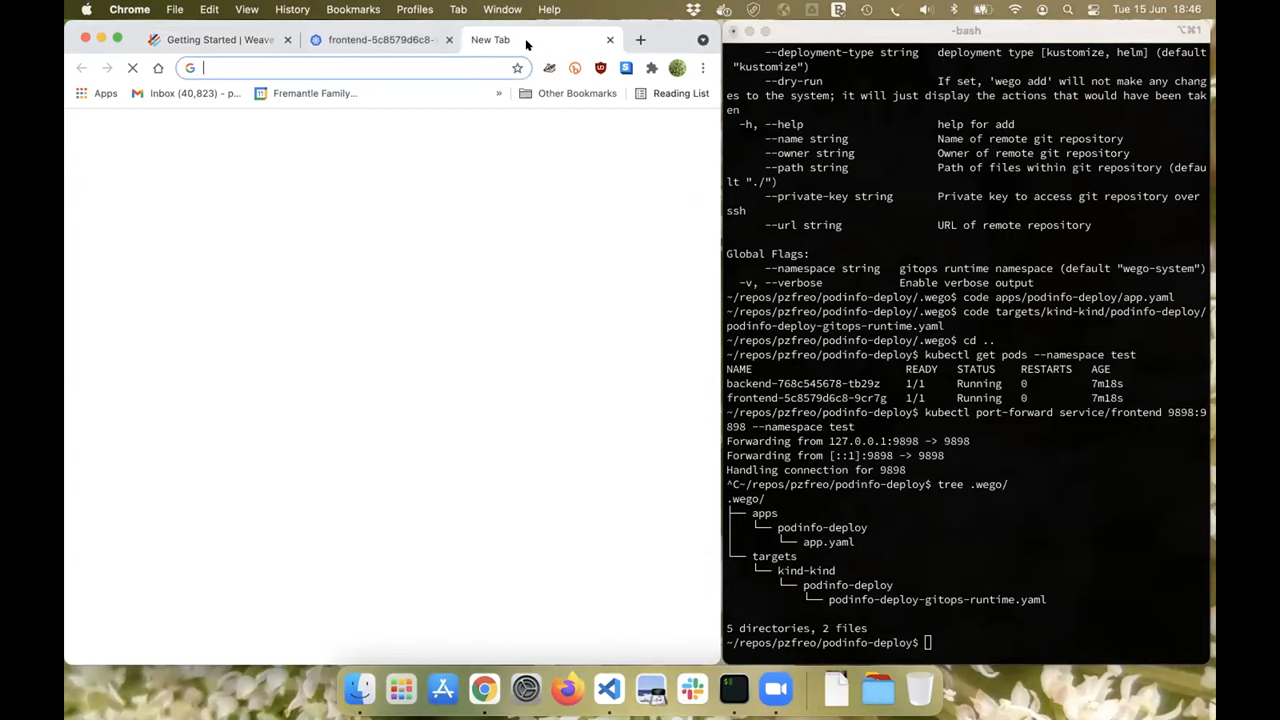 Chrome File Edit View History Bookmarks Profiles Tab Window Help
Tue 15 Jun 18:46
Getting Started | Weave
frontend-5c8579d6c8-
New Tab
Apps
Inbox (40,823) – p...
Fremantle Family...
»
Other Bookmarks
Reading List
-bash
⌥⌘1
--deployment-type string deployment type [kustomize, helm] (default
"kustomize")
--dry-run If set, 'wego add' will not make any chang
es to the system; it will just display the actions that would have been tak
en
-h, --help help for add
--name string Name of remote git repository
--owner string Owner of remote git repository
--path string Path of files within git repository (defau
lt "./")
--private-key string Private key to access git repository over
ssh
--url string URL of remote repository
Global Flags:
--namespace string gitops runtime namespace (default "wego-system")
-v, --verbose Enable verbose output
~/repos/pzfreo/podinfo-deploy/.wego$ code apps/podinfo-deploy/app.yaml
~/repos/pzfreo/podinfo-deploy/.wego$ code targets/kind-kind/podinfo-deploy/
podinfo-deploy-gitops-runtime.yaml
~/repos/pzfreo/podinfo-deploy/.wego$ cd ..
~/repos/pzfreo/podinfo-deploy$ kubectl get pods --namespace test
NAME READY STATUS RESTARTS AGE
backend-768c545678-tb29z 1/1 Running 0 7m18s
frontend-5c8579d6c8-9cr7g 1/1 Running 0 7m18s
~/repos/pzfreo/podinfo-deploy$ kubectl port-forward service/frontend 9898:9
898 --namespace test
Forwarding from 127.0.0.1:9898 -> 9898
Forwarding from [::1]:9898 -> 9898
Handling connection for 9898
^C~/repos/pzfreo/podinfo-deploy$ tree .wego/
.wego/
├── apps
│   └── podinfo-deploy
│       └── app.yaml
└── targets
    └── kind-kind
        └── podinfo-deploy
            └── podinfo-deploy-gitops-runtime.yaml
5 directories, 2 files
~/repos/pzfreo/podinfo-deploy$